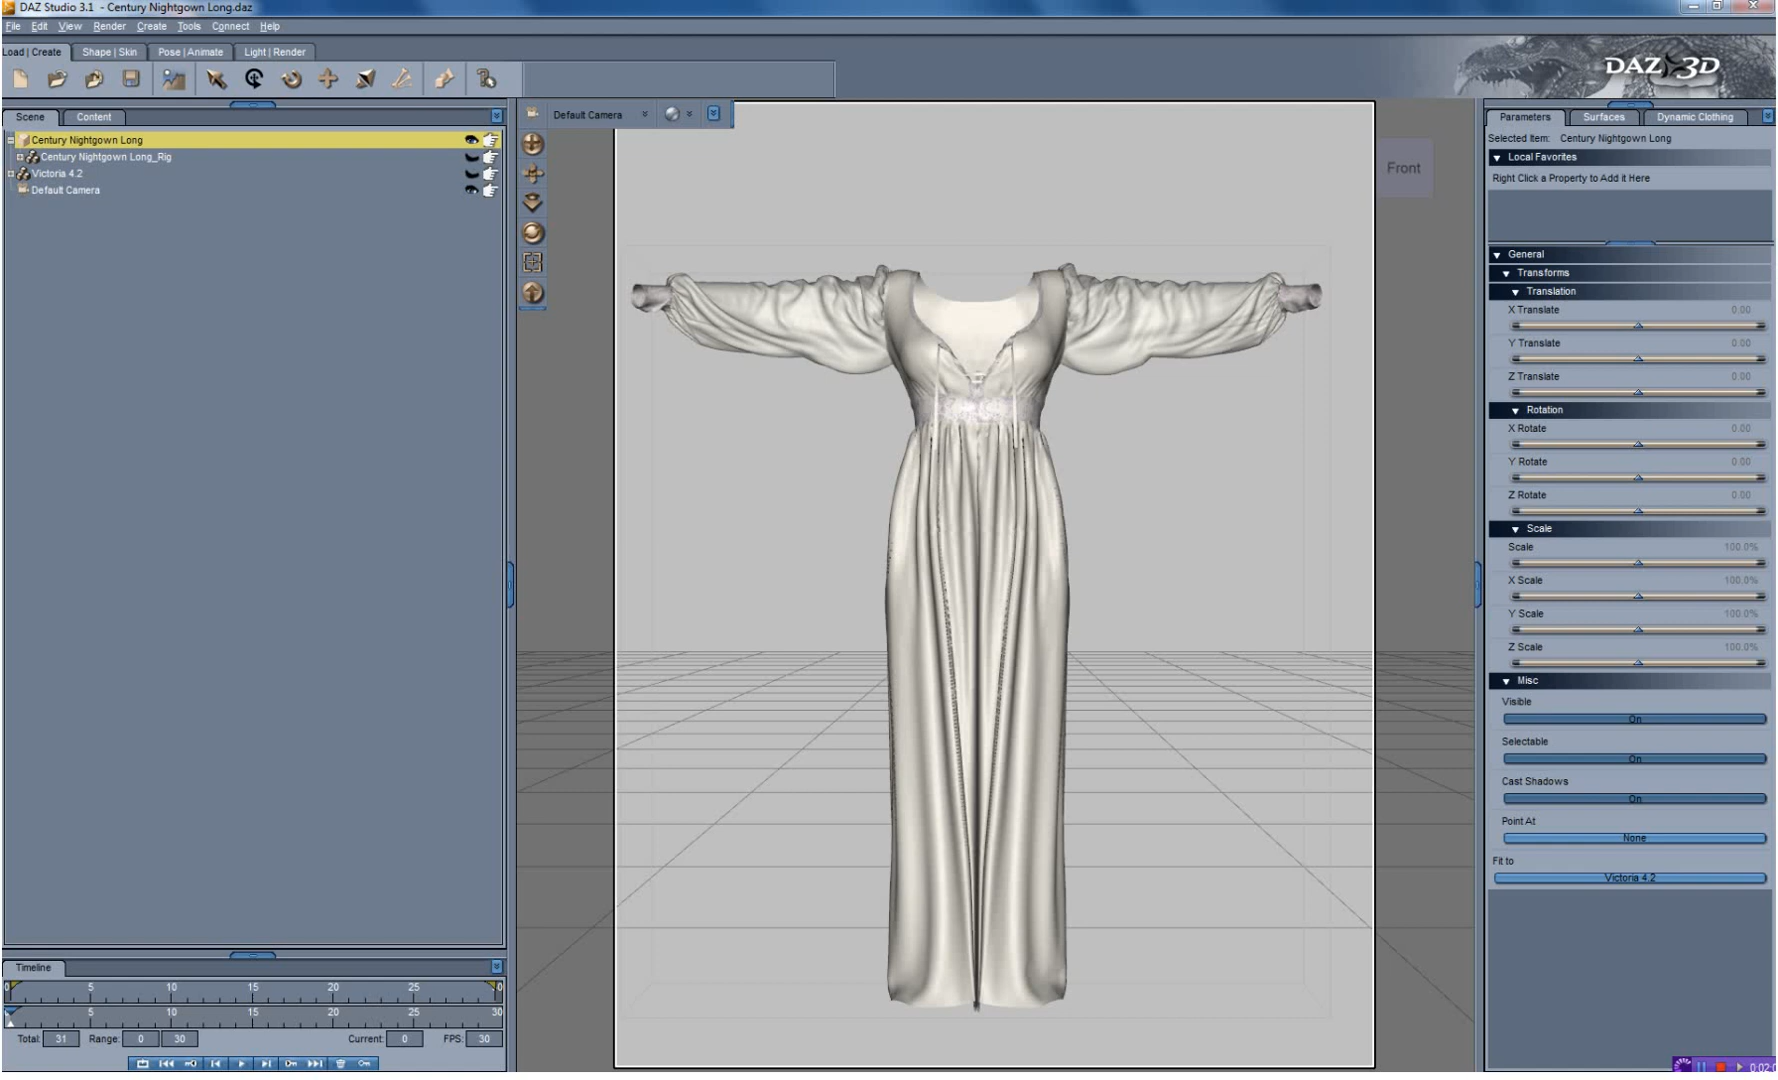 DAZ Studio 3.1 - Century Nightgown Long.daz
File Edit View Render Create Tools Connect Help
Load | Create Shape | Skin Pose | Animate Light | Render
DAZ 3D
Scene Content
Century Nightgown Long
Century Nightgown Long_Rig
Victoria 4.2
Default Camera
Default Camera
Front
Parameters Surfaces Dynamic Clothing
Selected Item: Century Nightgown Long
Local Favorites
Right Click a Property to Add it Here
General
Transforms
Translation
X Translate 0.00
Y Translate 0.00
Z Translate 0.00
Rotation
X Rotate 0.00
Y Rotate 0.00
Z Rotate 0.00
Scale
Scale 100.0%
X Scale 100.0%
Y Scale 100.0%
Z Scale 100.0%
Misc
Visible
On
Selectable
On
Cast Shadows
On
Point At
None
Fit to
Victoria 4.2
Timeline
0 5 10 15 20 25 30
5 10 15 20 25 30
Total: 31 Range: 0 30 Current: 0 FPS: 30